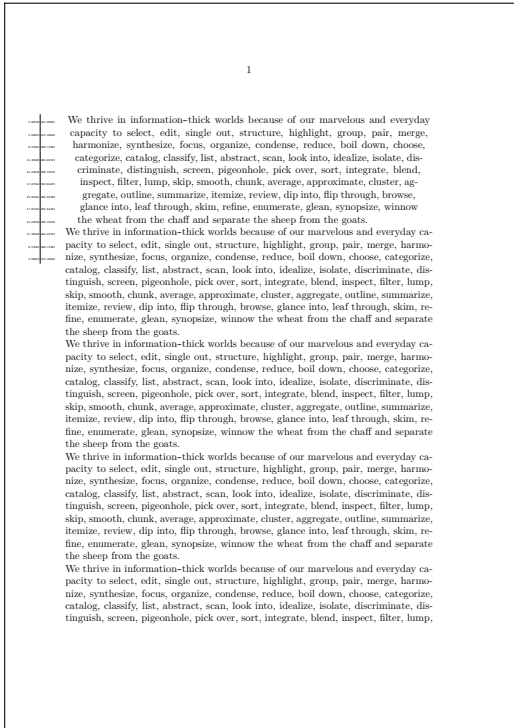 1
We thrive in information-thick worlds because of our marvelous and everyday
capacity to select, edit, single out, structure, highlight, group, pair, merge,
harmonize, synthesize, focus, organize, condense, reduce, boil down, choose,
categorize, catalog, classify, list, abstract, scan, look into, idealize, isolate, dis-
criminate, distinguish, screen, pigeonhole, pick over, sort, integrate, blend,
inspect, filter, lump, skip, smooth, chunk, average, approximate, cluster, ag-
gregate, outline, summarize, itemize, review, dip into, flip through, browse,
glance into, leaf through, skim, refine, enumerate, glean, synopsize, winnow
the wheat from the chaff and separate the sheep from the goats.
We thrive in information-thick worlds because of our marvelous and everyday ca-
pacity to select, edit, single out, structure, highlight, group, pair, merge, harmo-
nize, synthesize, focus, organize, condense, reduce, boil down, choose, categorize,
catalog, classify, list, abstract, scan, look into, idealize, isolate, discriminate, dis-
tinguish, screen, pigeonhole, pick over, sort, integrate, blend, inspect, filter, lump,
skip, smooth, chunk, average, approximate, cluster, aggregate, outline, summarize,
itemize, review, dip into, flip through, browse, glance into, leaf through, skim, re-
fine, enumerate, glean, synopsize, winnow the wheat from the chaff and separate
the sheep from the goats.
We thrive in information-thick worlds because of our marvelous and everyday ca-
pacity to select, edit, single out, structure, highlight, group, pair, merge, harmo-
nize, synthesize, focus, organize, condense, reduce, boil down, choose, categorize,
catalog, classify, list, abstract, scan, look into, idealize, isolate, discriminate, dis-
tinguish, screen, pigeonhole, pick over, sort, integrate, blend, inspect, filter, lump,
skip, smooth, chunk, average, approximate, cluster, aggregate, outline, summarize,
itemize, review, dip into, flip through, browse, glance into, leaf through, skim, re-
fine, enumerate, glean, synopsize, winnow the wheat from the chaff and separate
the sheep from the goats.
We thrive in information-thick worlds because of our marvelous and everyday ca-
pacity to select, edit, single out, structure, highlight, group, pair, merge, harmo-
nize, synthesize, focus, organize, condense, reduce, boil down, choose, categorize,
catalog, classify, list, abstract, scan, look into, idealize, isolate, discriminate, dis-
tinguish, screen, pigeonhole, pick over, sort, integrate, blend, inspect, filter, lump,
skip, smooth, chunk, average, approximate, cluster, aggregate, outline, summarize,
itemize, review, dip into, flip through, browse, glance into, leaf through, skim, re-
fine, enumerate, glean, synopsize, winnow the wheat from the chaff and separate
the sheep from the goats.
We thrive in information-thick worlds because of our marvelous and everyday ca-
pacity to select, edit, single out, structure, highlight, group, pair, merge, harmo-
nize, synthesize, focus, organize, condense, reduce, boil down, choose, categorize,
catalog, classify, list, abstract, scan, look into, idealize, isolate, discriminate, dis-
tinguish, screen, pigeonhole, pick over, sort, integrate, blend, inspect, filter, lump,